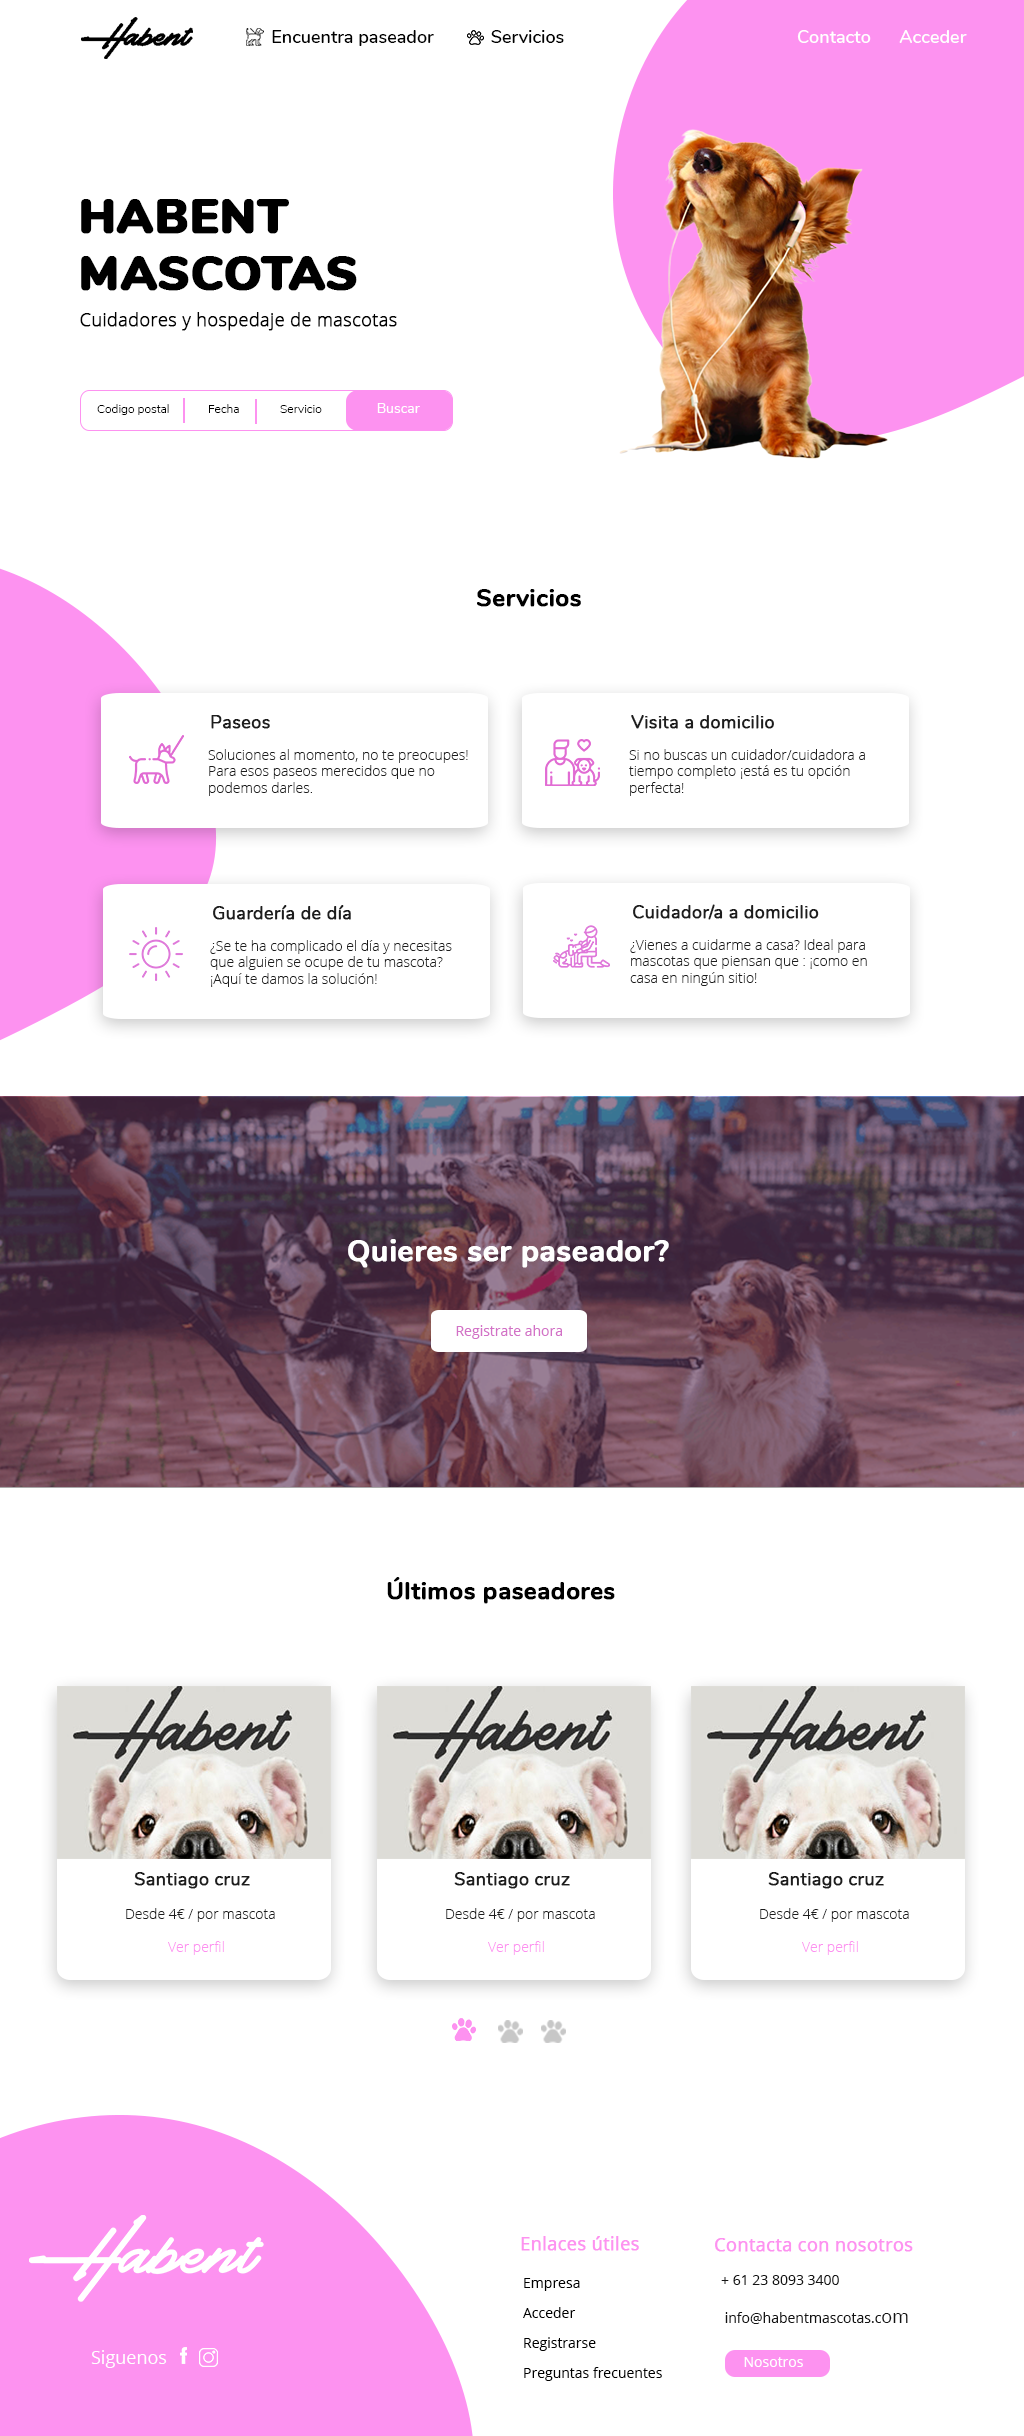 Habent
Encuentra paseador
Servicios
Contacto
Acceder
HABENT
MASCOTAS
Cuidadores y hospedaje de mascotas
Codigo postal
Fecha
Servicio
Buscar
Servicios
Paseos
Soluciones al momento, no te preocupes!
Para esos paseos merecidos que no
podemos darles.
Visita a domicilio
Si no buscas un cuidador/cuidadora a
tiempo completo ¡está es tu opción
perfecta!
Guardería de día
¿Se te ha complicado el día y necesitas
que alguien se ocupe de tu mascota?
¡Aquí te damos la solución!
Cuidador/a a domicilio
¿Vienes a cuidarme a casa? Ideal para
mascotas que piensan que : ¡como en
casa en ningún sitio!
Quieres ser paseador?
Registrate ahora
Últimos paseadores
Habent
Santiago cruz
Desde 4€ / por mascota
Ver perfil
Habent
Santiago cruz
Desde 4€ / por mascota
Ver perfil
Habent
Santiago cruz
Desde 4€ / por mascota
Ver perfil
Habent
Siguenos
Enlaces útiles
Empresa
Acceder
Registrarse
Preguntas frecuentes
Contacta con nosotros
+ 61 23 8093 3400
info@habentmascotas.com
Nosotros